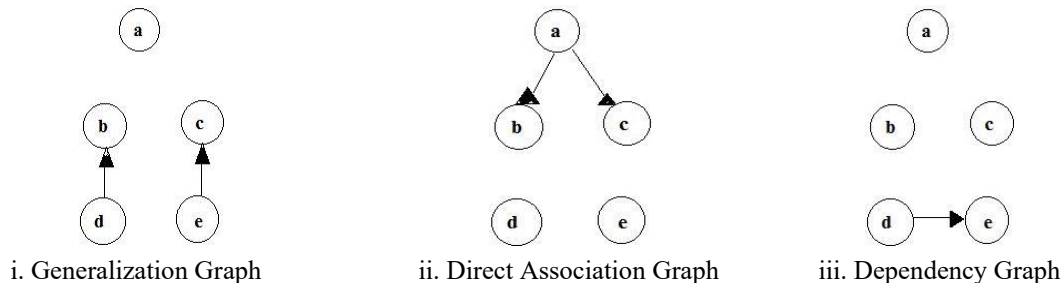 a a a
b c b c b c
d e d e d e
i. Generalization Graph ii. Direct Association Graph iii. Dependency Graph